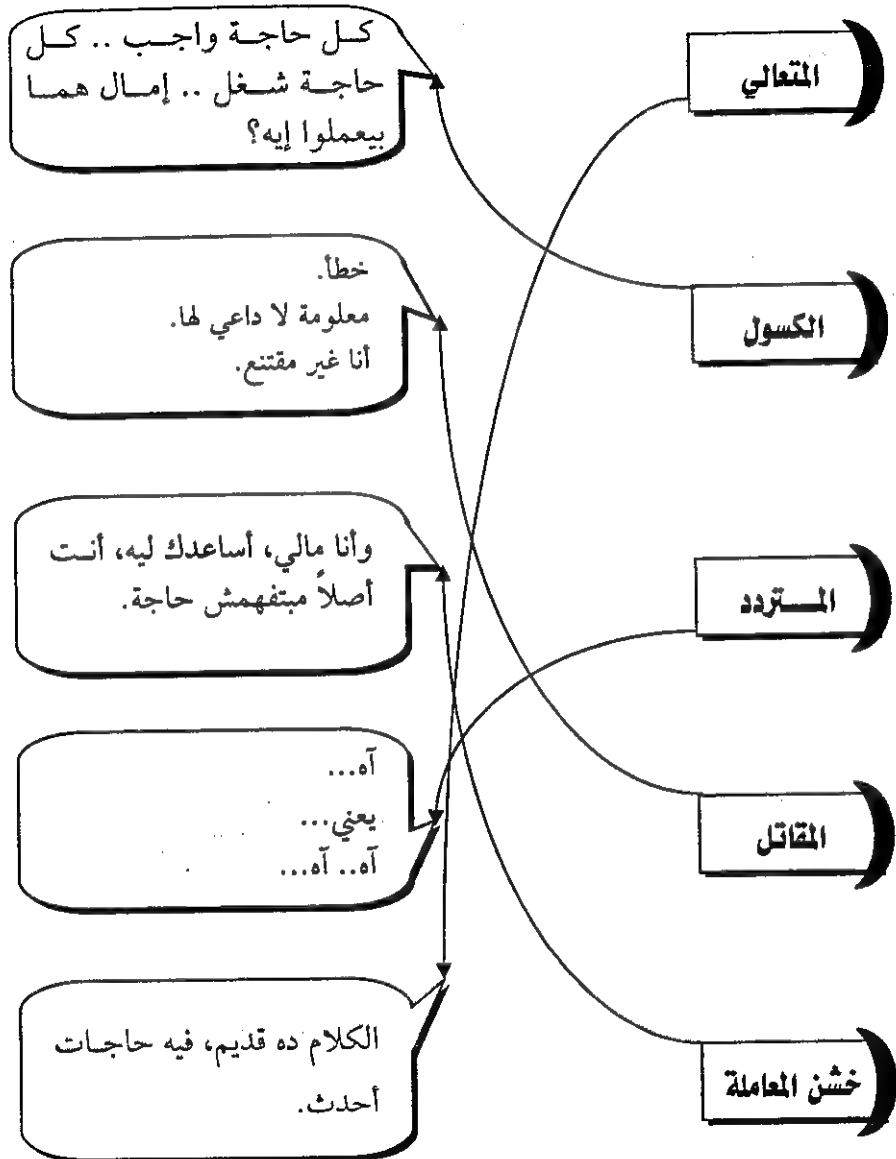 المتعالي
كل حاجة واجب .. كل
حاجة شغل .. إمال هما
بيعملوا إيه؟
الكسول
خطأ.
معلومة لا داعي لها.
أنا غير مقتنع.
المتردد
وأنا مالي، أساعدك ليه، أنت
أصلاً مبتفهمش حاجة.
المقاتل
آه...
يعني...
آه.. آه...
خشن المعاملة
الكلام ده قديم، فيه حاجات
أحدث.